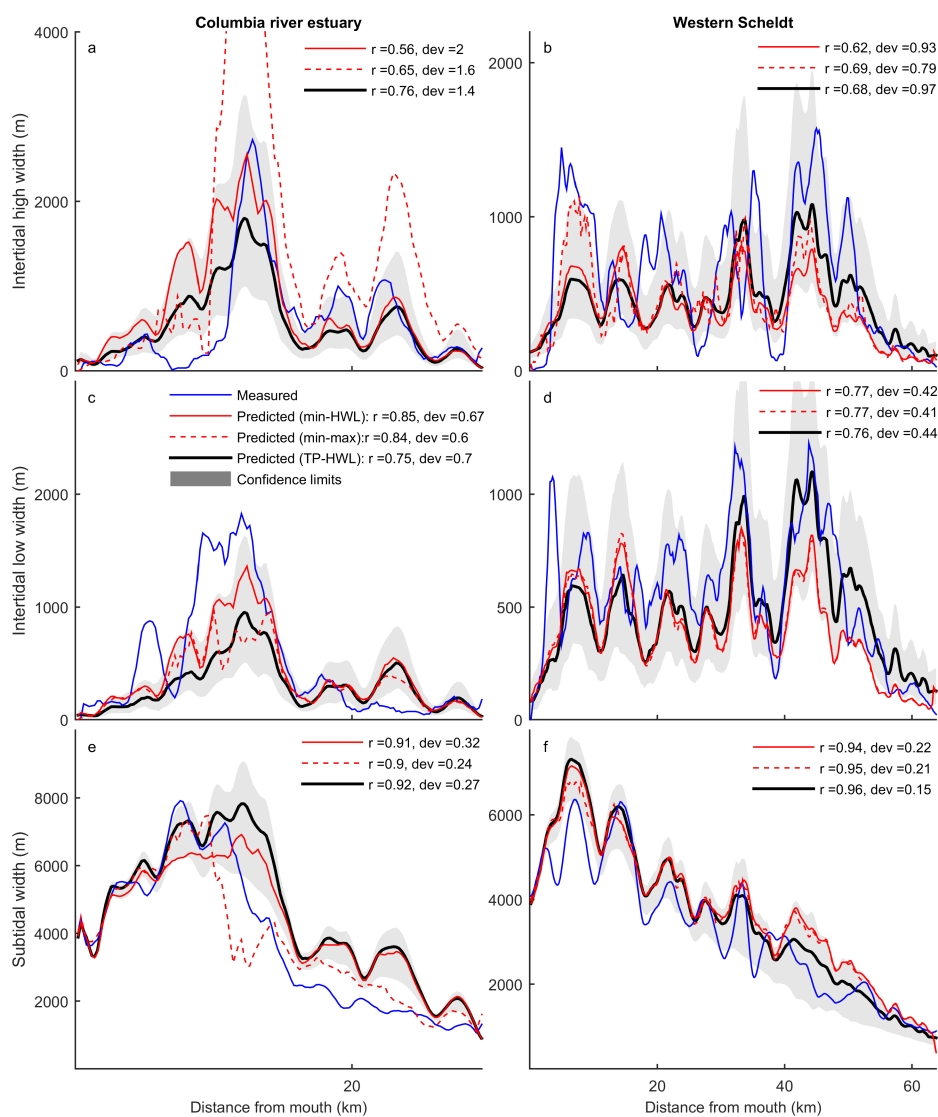 Columbia river estuary
Western Scheldt
a
r =0.56, dev =2
r =0.65, dev =1.6
r =0.76, dev =1.4
4000
2000
0
Intertidal high width (m)
b
r =0.62, dev =0.93
r =0.69, dev =0.79
r =0.68, dev =0.97
2000
1000
0
c
Measured
Predicted (min-HWL): r =0.85, dev =0.67
Predicted (min-max): r =0.84, dev =0.6
Predicted (TP-HWL): r =0.75, dev =0.7
Confidence limits
2000
1000
0
Intertidal low width (m)
d
r =0.77, dev =0.42
r =0.77, dev =0.41
r =0.76, dev =0.44
1000
500
0
e
r =0.91, dev =0.32
r =0.9, dev =0.24
r =0.92, dev =0.27
8000
6000
4000
2000
Subtidal width (m)
20
Distance from mouth (km)
f
r =0.94, dev =0.22
r =0.95, dev =0.21
r =0.96, dev =0.15
6000
4000
2000
20
40
60
Distance from mouth (km)